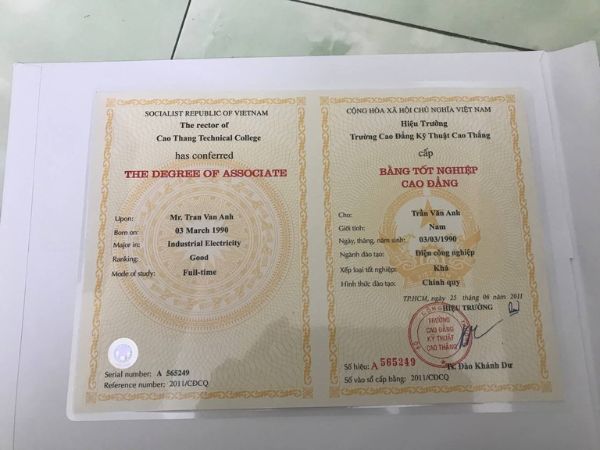 SOCIALIST REPUBLIC OF VIETNAM
The rector of
Cao Thang Technical College
has conferred
THE DEGREE OF ASSOCIATE
Upon: Mr. Tran Van Anh
Born on: 03 March 1990
Major in: Industrial Electricity
Ranking: Good
Mode of study: Full-time
Serial number: A 565249
Reference number: 2011/CDCQ
CỘNG HÒA XÃ HỘI CHỦ NGHĨA VIỆT NAM
Hiệu Trưởng
Trường Cao Đẳng Kỹ Thuật Cao Thắng
cấp
BẰNG TỐT NGHIỆP
CAO ĐẲNG
Cho: Trần Văn Anh
Giới tính: Nam
Ngày, tháng, năm sinh: 03/03/1990
Ngành đào tạo: Điện công nghiệp
Xếp loại tốt nghiệp: Khá
Hình thức đào tạo: Chính quy
TP.HCM, ngày 25 tháng 06 năm 2011
HIỆU TRƯỞNG
TRƯỜNG
CAO ĐẲNG
KỸ THUẬT
CAO THẮNG
Số hiệu: A 565249
TS. Đào Khánh Dư
Số vào sổ cấp bằng: 2011/CDCQ